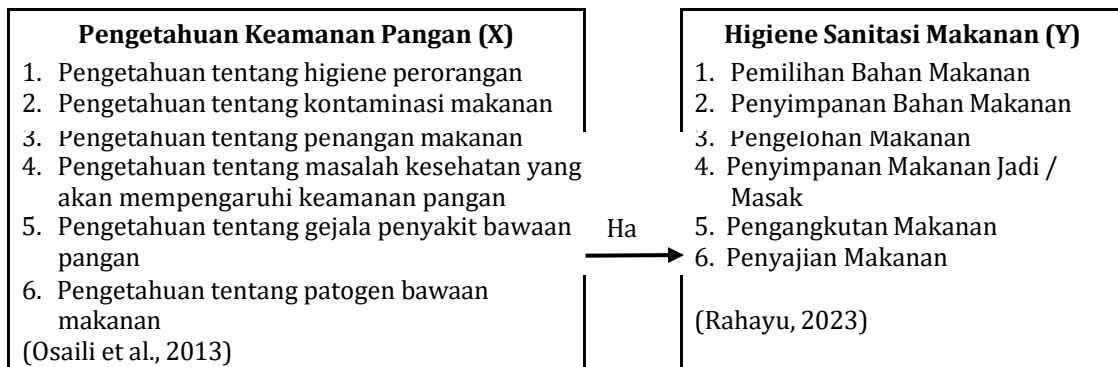 Pengetahuan Keamanan Pangan (X)
1. Pengetahuan tentang higiene perorangan
2. Pengetahuan tentang kontaminasi makanan
3. Pengetahuan tentang penangan makanan
4. Pengetahuan tentang masalah kesehatan yang
akan mempengaruhi keamanan pangan
5. Pengetahuan tentang gejala penyakit bawaan
pangan
6. Pengetahuan tentang patogen bawaan
makanan
(Osaili et al., 2013)
Ha
Higiene Sanitasi Makanan (Y)
1. Pemilihan Bahan Makanan
2. Penyimpanan Bahan Makanan
3. Pengelohan Makanan
4. Penyimpanan Makanan Jadi /
Masak
5. Pengangkutan Makanan
6. Penyajian Makanan
(Rahayu, 2023)